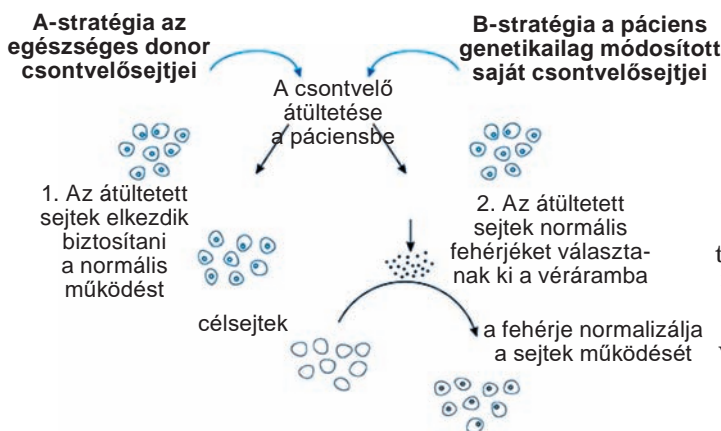 A-stratégia az
egészséges donor
csontvelősejtjei
B-stratégia a páciens
genetikailag módosított
saját csontvelősejtjei
A csontvelő
átültetése
a páciensbe
1. Az átültetett
sejtek elkezdik
biztosítani
a normális
működést
2. Az átültetett
sejtek normális
fehérjéket választa-
nak ki a véráramba
t
célsejtek
a fehérje normalizálja
a sejtek működését